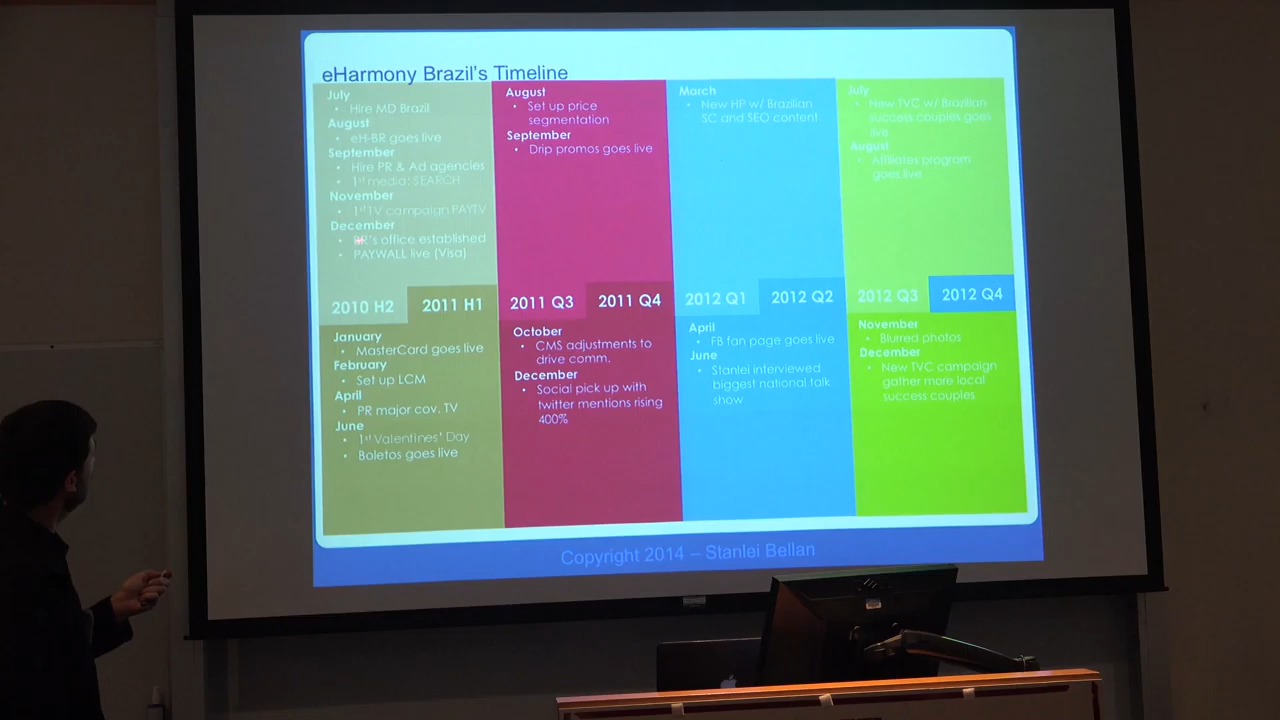 eHarmony Brazil's Timeline
July
• Hire MD Brazil
August
• eH-BR goes live
September
• Hire PR & Ad agencies
• 1st media: SEARCH
November
• 1st TV campaign PAYTV
December
• BR's office established
• PAYWALL live (Visa)
2010 H2
2011 H1
January
• MasterCard goes live
February
• Set up LCM
April
• PR major cov. TV
June
• 1st Valentines' Day
• Boletos goes live
August
• Set up price
segmentation
September
• Drip promos goes live
2011 Q3
2011 Q4
October
• CMS adjustments to
drive comm.
December
• Social pick up with
twitter mentions rising
400%
March
• New HP w/ Brazilian
SC and SEO content
2012 Q1
2012 Q2
April
• FB fan page goes live
June
• Stanlei interviewed
biggest national talk
show
July
• New TVC w/ Brazilian
success couples goes
live
August
• Affiliates program
goes live
2012 Q3
2012 Q4
November
• Blurred photos
December
• New TVC campaign
gather more local
success couples
Copyright 2014 – Stanlei Bellan